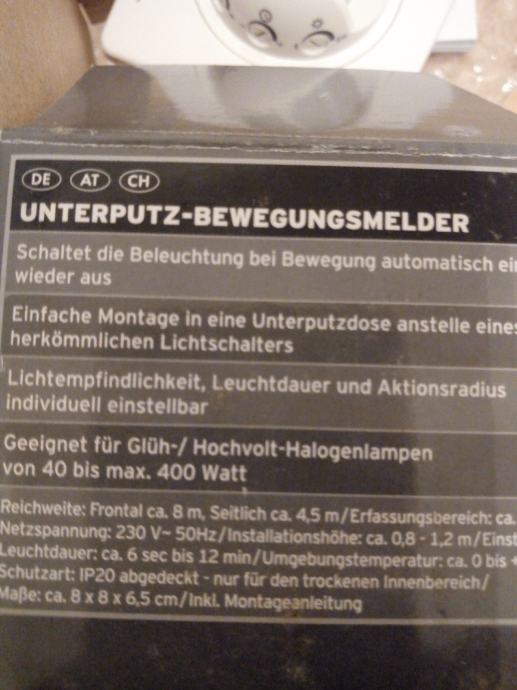 DE AT CH
UNTERPUTZ-BEWEGUNGSMELDER
Schaltet die Beleuchtung bei Bewegung automatisch
wieder aus
Einfache Montage in eine Unterputzdose anstelle eines
herkömmlichen Lichtschalters
Lichtempfindlichkeit, Leuchtdauer und Aktionsradius
individuell einstellbar
Geeignet für Glüh-/ Hochvolt-Halogenlampen
von 40 bis max. 400 Watt
Reichweite: Frontal ca. 8 m, Seitlich ca. 4,5 m/Erfassungsbereich: ca.
Netzspannung: 230 V~ 50Hz/Installationshöhe: ca. 0,8 - 1,2 m/Einst
Leuchtdauer: ca. 6 sec bis 12 min/Umgebungstemperatur: ca. 0 bis +
Schutzart: IP20 abgedeckt - nur für den trockenen Innenbereich/
Maße: ca. 8 x 8 x 6,5 cm/Inkl. Montageanleitung